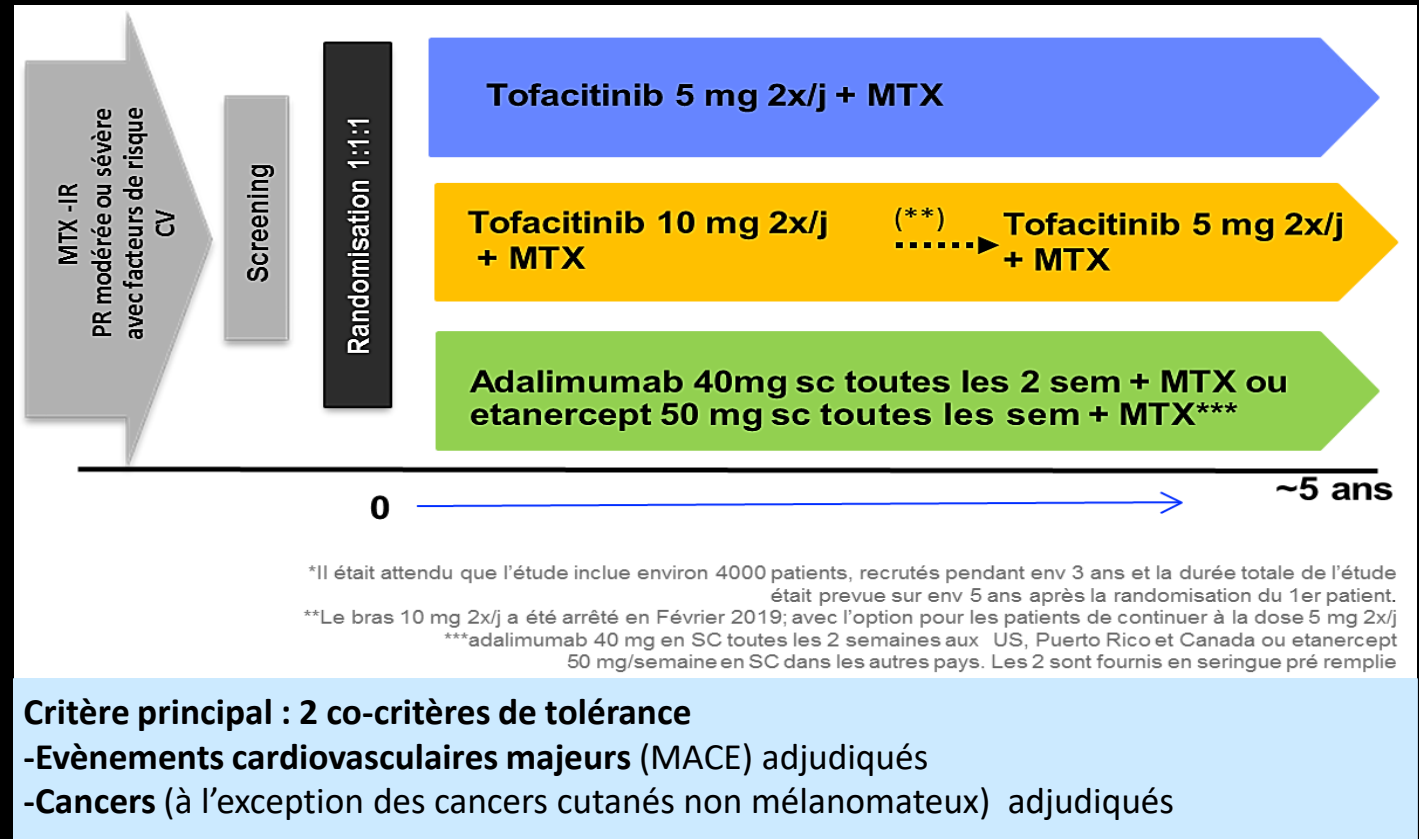 MTX -IR
PR modérée ou sévère
avec facteurs de risque
CV
Screening
Randomisation 1:1:1
Tofacitinib 5 mg 2x/j + MTX
Tofacitinib 10 mg 2x/j
+ MTX
(**)
Tofacitinib 5 mg 2x/j
+ MTX
Adalimumab 40mg sc toutes les 2 sem + MTX ou
etanercept 50 mg sc toutes les sem + MTX***
0
~5 ans
*Il était attendu que l'étude inclue environ 4000 patients, recrutés pendant env 3 ans et la durée totale de l'étude
était prevue sur env 5 ans après la randomisation du 1er patient.
**Le bras 10 mg 2x/j a été arrêté en Février 2019; avec l'option pour les patients de continuer à la dose 5 mg 2x/j
***adalimumab 40 mg en SC toutes les 2 semaines aux US, Puerto Rico et Canada ou etanercept
50 mg/semaine en SC dans les autres pays. Les 2 sont fournis en seringue pré remplie
Critère principal : 2 co-critères de tolérance
-Evènements cardiovasculaires majeurs (MACE) adjudiqués
-Cancers (à l'exception des cancers cutanés non mélanomateux) adjudiqués